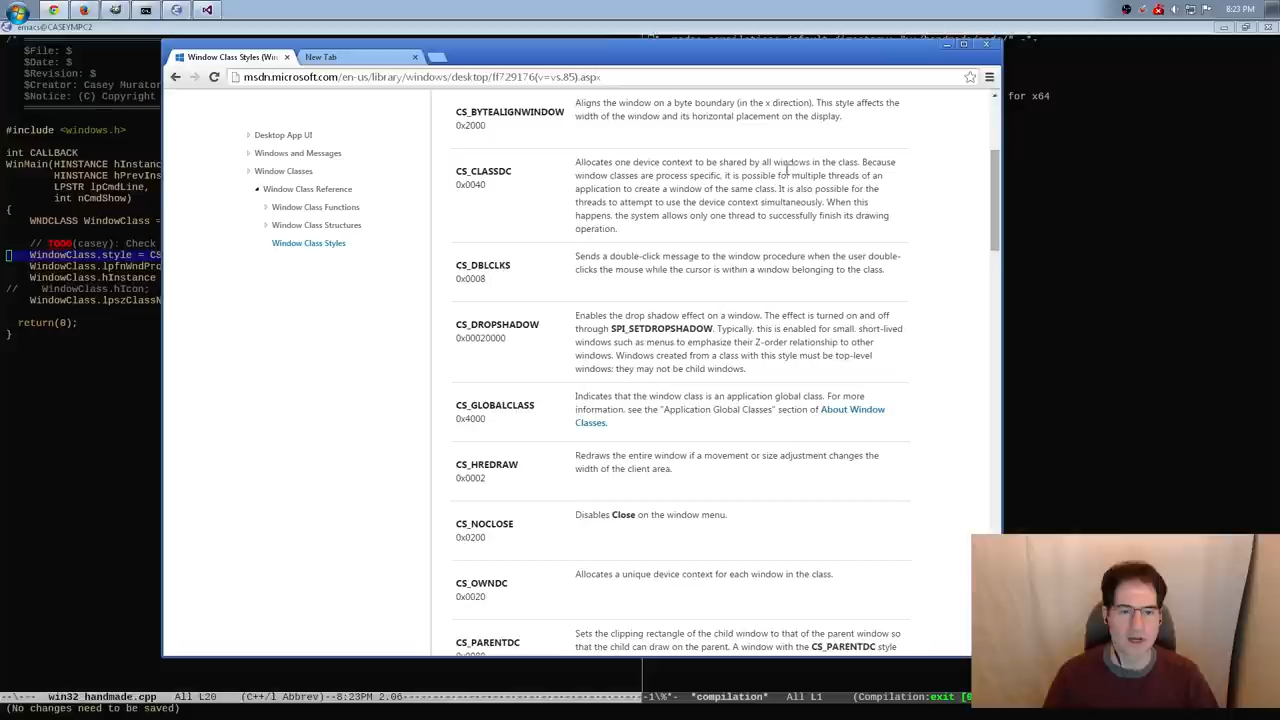 8:23 PM
emacs@CASEYMPC2
/*
$File: $
$Date: $
$Revision: $
$Creator: Casey Murator
$Notice: (C) Copyright
for x64
#include <windows.h>
int CALLBACK
WinMain(HINSTANCE hInstanc
HINSTANCE hPrevIns
LPSTR lpCmdLine,
int nCmdShow)
{
WNDCLASS WindowClass =
// TODO(casey): Check
WindowClass.style = CS
WindowClass.lpfnWndPro
WindowClass.hInstance
// WindowClass.hIcon;
WindowClass.lpszClassN
return(0);
}
Window Class Styles (Win
New Tab
msdn.microsoft.com/en-us/library/windows/desktop/ff729176(v=vs.85).aspx
Desktop App UI
Windows and Messages
Window Classes
Window Class Reference
Window Class Functions
Window Class Structures
Window Class Styles
CS_BYTEALIGNWINDOW
0x2000
Aligns the window on a byte boundary (in the x direction). This style affects the
width of the window and its horizontal placement on the display.
CS_CLASSDC
0x0040
Allocates one device context to be shared by all windows in the class. Because
window classes are process specific, it is possible for multiple threads of an
application to create a window of the same class. It is also possible for the
threads to attempt to use the device context simultaneously. When this
happens, the system allows only one thread to successfully finish its drawing
operation.
CS_DBLCLKS
0x0008
Sends a double-click message to the window procedure when the user double-
clicks the mouse while the cursor is within a window belonging to the class.
CS_DROPSHADOW
0x00020000
Enables the drop shadow effect on a window. The effect is turned on and off
through SPI_SETDROPSHADOW. Typically, this is enabled for small, short-lived
windows such as menus to emphasize their Z-order relationship to other
windows. Windows created from a class with this style must be top-level
windows; they may not be child windows.
CS_GLOBALCLASS
0x4000
Indicates that the window class is an application global class. For more
information, see the "Application Global Classes" section of About Window
Classes.
CS_HREDRAW
0x0002
Redraws the entire window if a movement or size adjustment changes the
width of the client area.
CS_NOCLOSE
0x0200
Disables Close on the window menu.
CS_OWNDC
0x0020
Allocates a unique device context for each window in the class.
CS_PARENTDC
Sets the clipping rectangle of the child window to that of the parent window so
that the child can draw on the parent. A window with the CS_PARENTDC style
-\--- win32_handmade.cpp All L20 (C++/l Abbrev)--8:23PM 2.06
-1\%*- *compilation* All L1 (Compilation:exit [0
(No changes need to be saved)